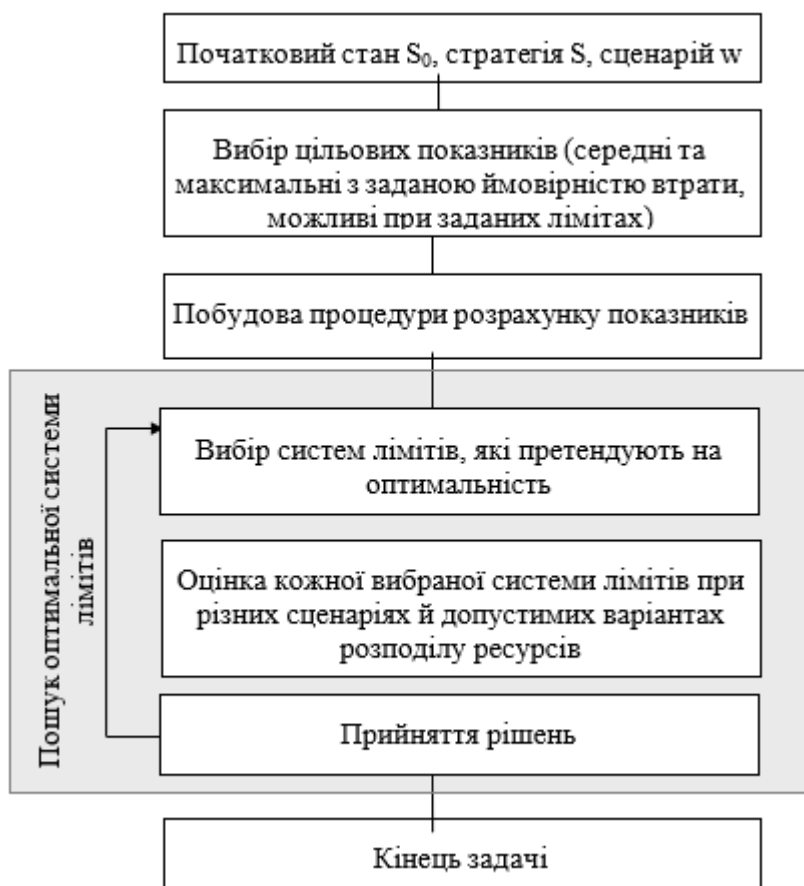 Початковий стан S₀, стратегія S, сценарій w
Вибір цільових показників (середні та
максимальні з заданою ймовірністю втрати,
можливі при заданих лімітах)
Побудова процедури розрахунку показників
Пошук оптимальної системи
лімітів
Вибір систем лімітів, які претендують на
оптимальність
Оцінка кожної вибраної системи лімітів при
різних сценаріях й допустимих варіантах
розподілу ресурсів
Прийняття рішень
Кінець задачі